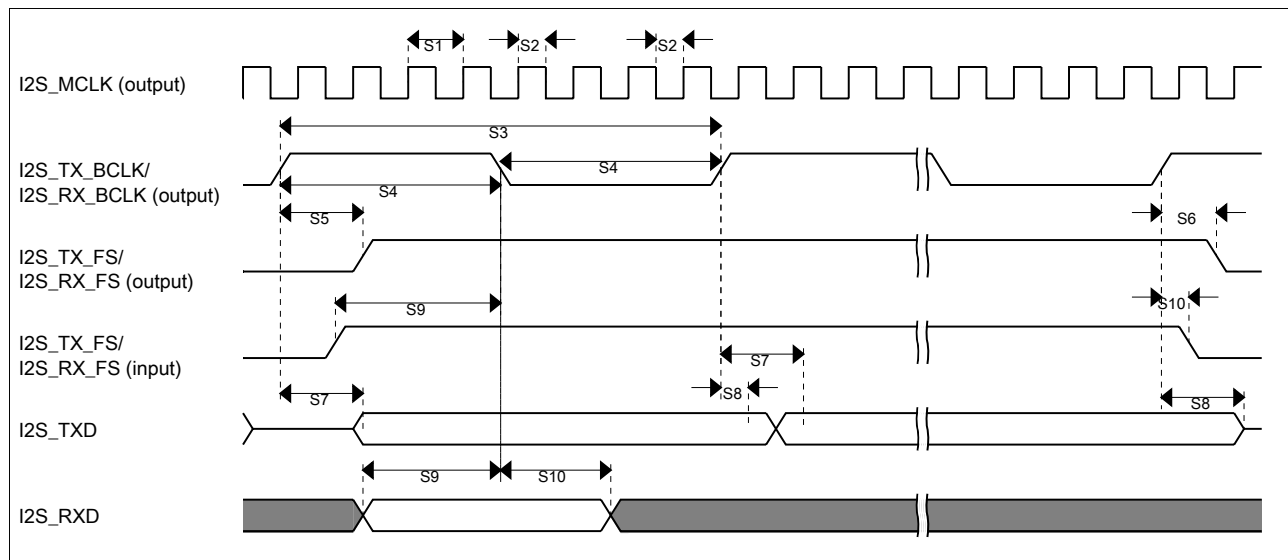 S1
S2
S2
I2S_MCLK (output)
S3
I2S_TX_BCLK/
I2S_RX_BCLK (output)
S4
S4
S5
S6
I2S_TX_FS/
I2S_RX_FS (output)
S9
S10
I2S_TX_FS/
I2S_RX_FS (input)
S7
S7
S8
S8
I2S_TXD
S9
S10
I2S_RXD